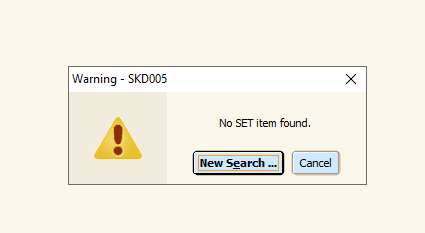 Warning - SKD005
No SET item found.
New Search ...
Cancel